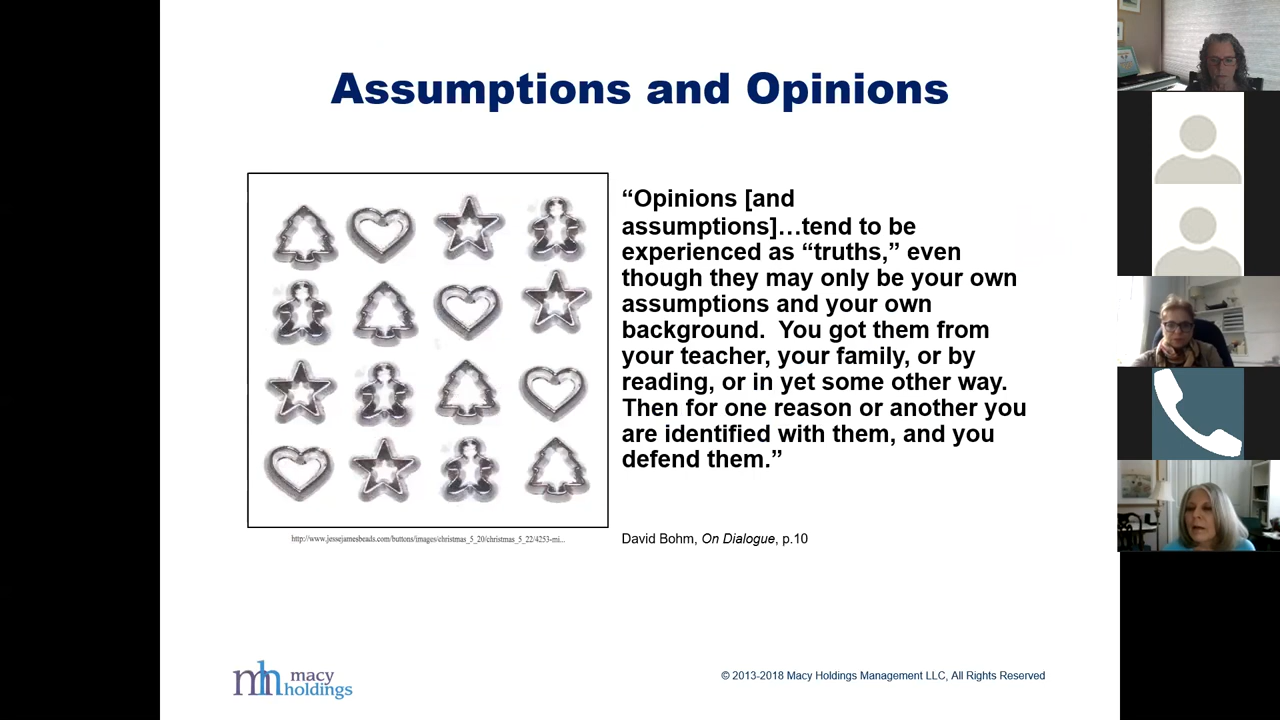 Assumptions and Opinions
“Opinions [and
assumptions]…tend to be
experienced as “truths,” even
though they may only be your own
assumptions and your own
background.  You got them from
your teacher, your family, or by
reading, or in yet some other way.
Then for one reason or another you
are identified with them, and you
defend them.”
http://www.jessejamesbeads.com/buttons/images/christmas_5_20/christmas_5_22/4253-mi...
David Bohm, On Dialogue, p.10
mh macy
holdings
© 2013-2018 Macy Holdings Management LLC, All Rights Reserved